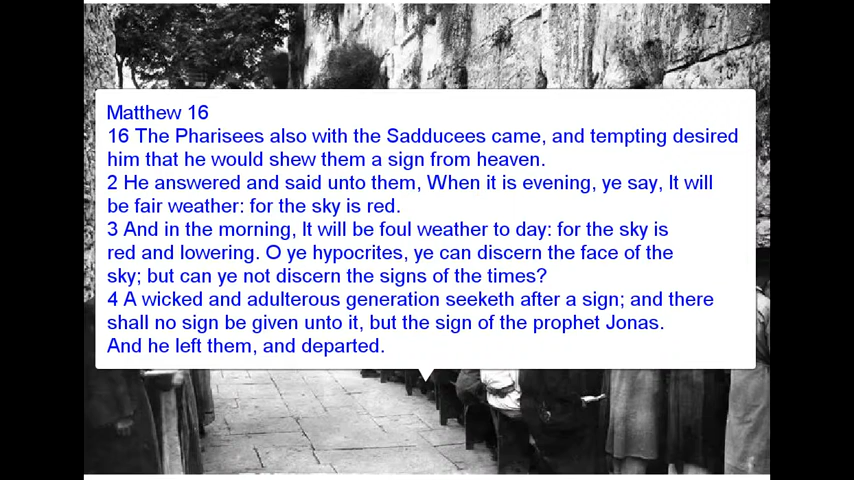 Matthew 16
16 The Pharisees also with the Sadducees came, and tempting desired
him that he would shew them a sign from heaven.
2 He answered and said unto them, When it is evening, ye say, It will
be fair weather: for the sky is red.
3 And in the morning, It will be foul weather to day: for the sky is
red and lowering. O ye hypocrites, ye can discern the face of the
sky; but can ye not discern the signs of the times?
4 A wicked and adulterous generation seeketh after a sign; and there
shall no sign be given unto it, but the sign of the prophet Jonas.
And he left them, and departed.